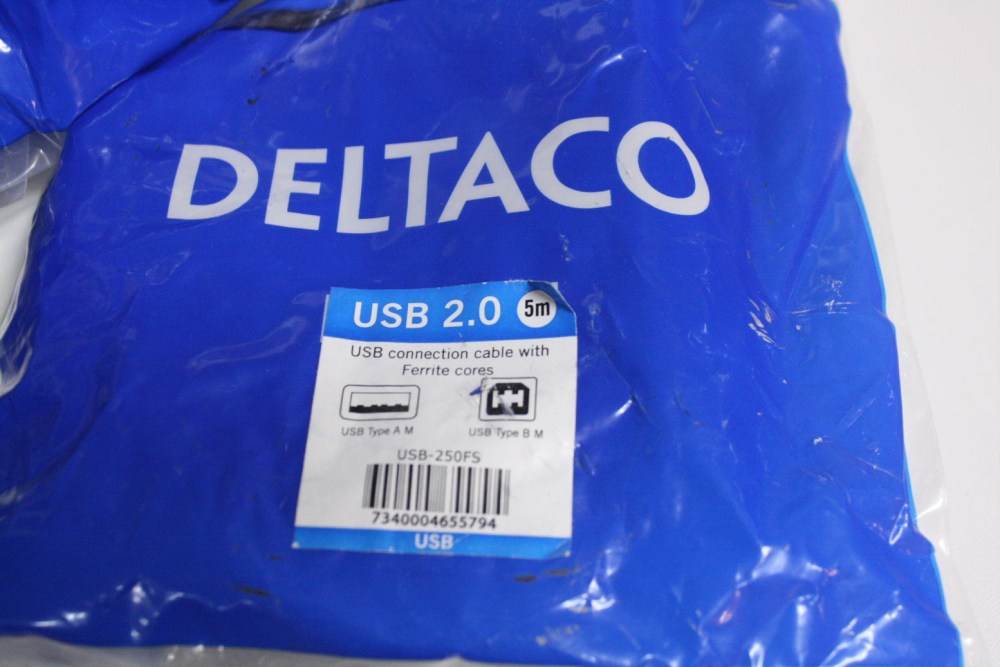 DELTACO
USB 2.0 5m
USB connection cable with
Ferrite cores
USB Type A M USB Type B M
USB-250FS
7340004655794
USB